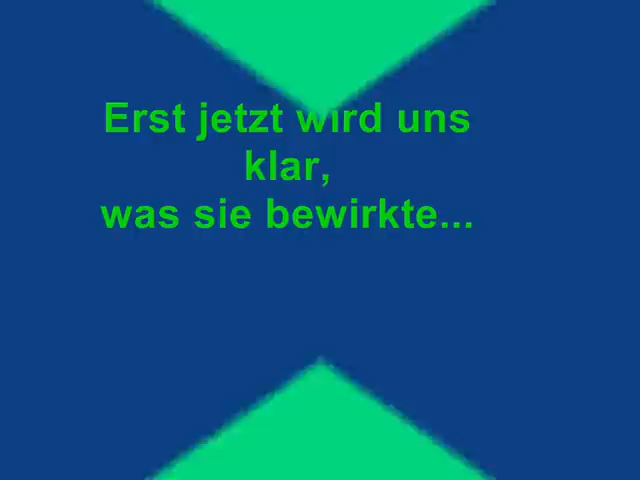 Erst jetzt wird uns
klar,
was sie bewirkte...